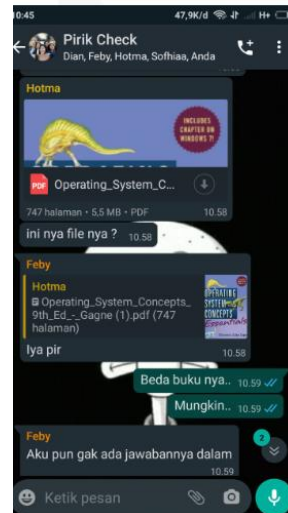 10:45
47,9K/d
H+
Pirik Check
Dian, Feby, Hotma, Sofhiaa, Anda
Hotma
INCLUDES
CHAPTER ON
WINDOWS 7!
PDF
Operating_System_C...
747 halaman • 5,5 MB • PDF
10.58
ini nya file nya ?
10.58
Feby
Hotma
Operating_System_Concepts_
9th_Ed_-_Gagne (1).pdf (747
halaman)
OPERATING
SYSTEM
CONCEPTS
Essentials
Iya pir
10.58
Beda buku nya..
10.59
Mungkin..
10.59
2
Feby
Aku pun gak ada jawabannya dalam
10.59
Ketik pesan